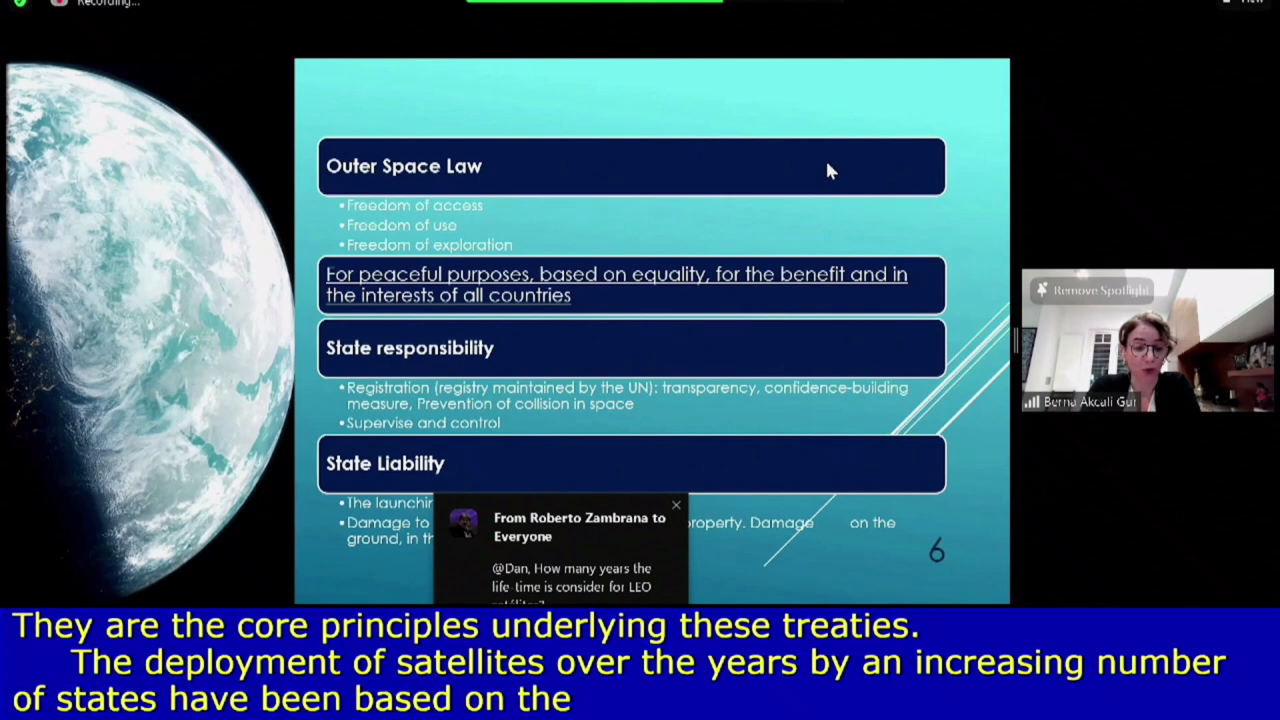 Recording...
View
Outer Space Law
•Freedom of access
•Freedom of use
•Freedom of exploration
For peaceful purposes, based on equality, for the benefit and in
the interests of all countries
State responsibility
•Registration (registry maintained by the UN): transparency, confidence-building
measure, Prevention of collision in space
•Supervise and control
State Liability
•The
•Damage to property. Damage on the
ground, in
6
From Roberto Zambrana to
Everyone
@Dan, How many years the
life-time is consider for LEO
Remove Spotlight
Berna Akcali Gur
They are the core principles underlying these treaties.
The deployment of satellites over the years by an increasing number
of states have been based on the